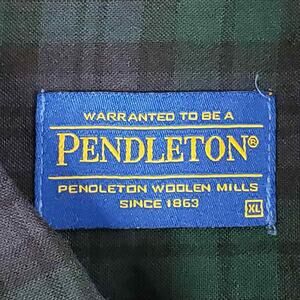 WARRANTED TO BE A
PENDLETON®
PENDLETON WOOLEN MILLS
SINCE 1863
XL